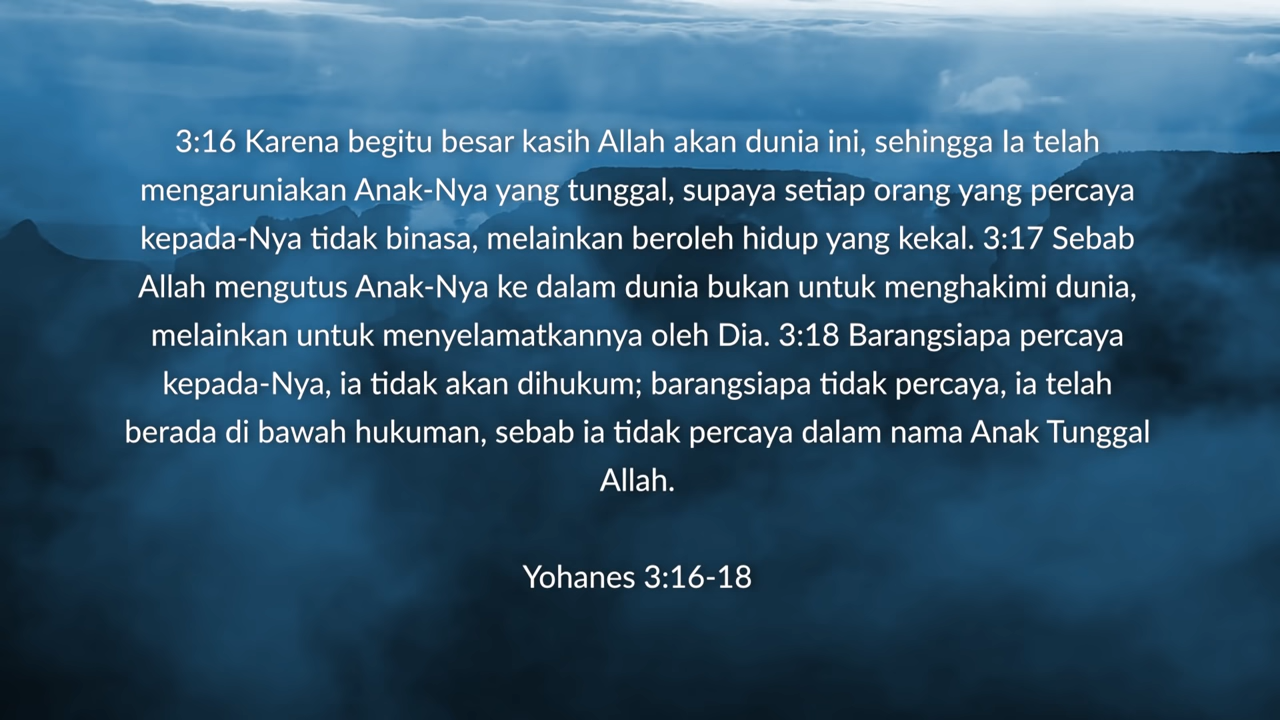 3:16 Karena begitu besar kasih Allah akan dunia ini, sehingga Ia telah
mengaruniakan Anak-Nya yang tunggal, supaya setiap orang yang percaya
kepada-Nya tidak binasa, melainkan beroleh hidup yang kekal. 3:17 Sebab
Allah mengutus Anak-Nya ke dalam dunia bukan untuk menghakimi dunia,
melainkan untuk menyelamatkannya oleh Dia. 3:18 Barangsiapa percaya
kepada-Nya, ia tidak akan dihukum; barangsiapa tidak percaya, ia telah
berada di bawah hukuman, sebab ia tidak percaya dalam nama Anak Tunggal
Allah.
Yohanes 3:16-18